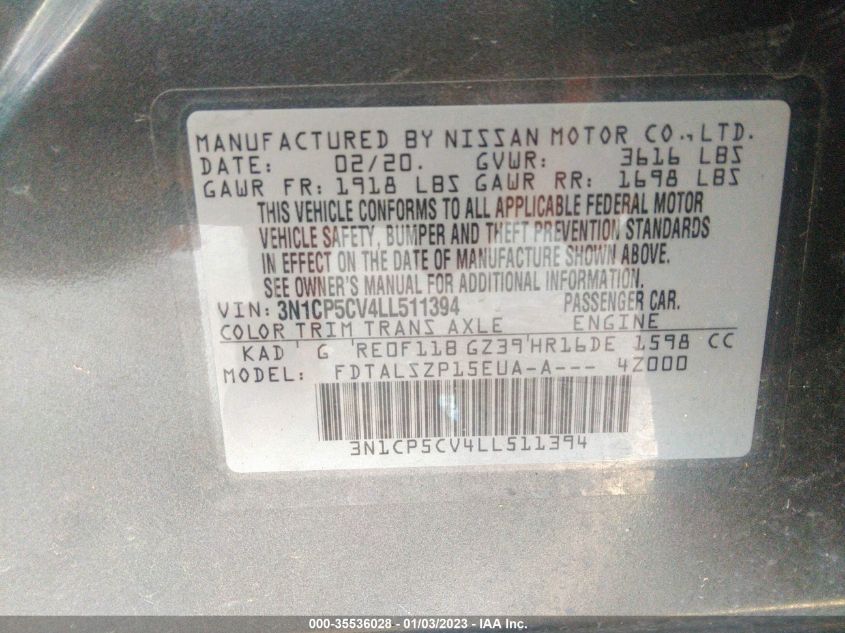 MANUFACTURED BY NISSAN MOTOR CO., LTD.
DATE: 02/20. GVWR: 3616 LBS
GAWR FR: 1918 LBS GAWR RR: 1698 LBS
THIS VEHICLE CONFORMS TO ALL APPLICABLE FEDERAL MOTOR
VEHICLE SAFETY, BUMPER AND THEFT PREVENTION STANDARDS
IN EFFECT ON THE DATE OF MANUFACTURE SHOWN ABOVE.
SEE OWNER'S MANUAL FOR ADDITIONAL INFORMATION.
VIN: 3N1CP5CV4LL511394 PASSENGER CAR.
COLOR TRIM TRANS AXLE ENGINE
KAD ' G 'RE0F11B GZ39'HR16DE 1598 CC
MODEL: FDTALSZP15EUA-A--- 4Z000
3N1CP5CV4LL511394
000-35536028 - 01/03/2023 - IAAI.COM